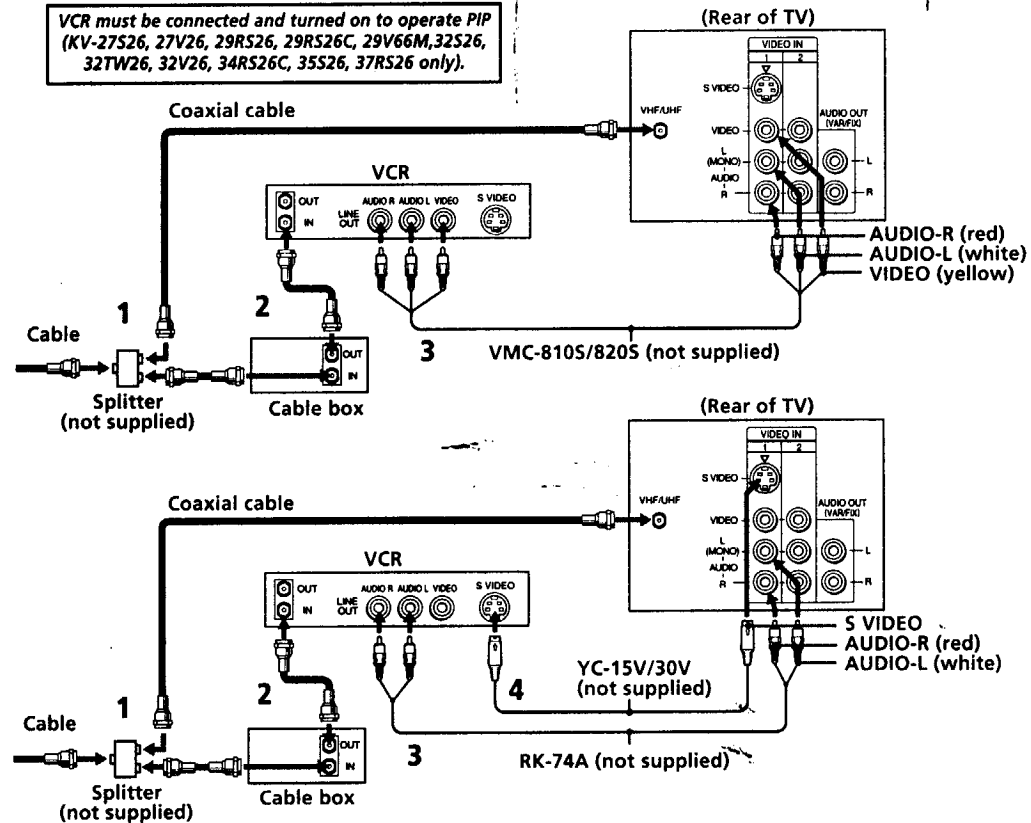 VCR must be connected and turned on to operate PIP
(KV-27S26, 27V26, 29RS26, 29RS26C, 29V66M,32S26,
32TW26, 32V26, 34RS26C, 35S26, 37RS26 only).
(Rear of TV)
VIDEO IN
1 2
S VIDEO
Coaxial cable
VHF/UHF
AUDIO OUT
(VAR/FIX)
VIDEO
L
(MONO)
AUDIO
R
L
R
VCR
OUT
IN
LINE
OUT
AUDIO R AUDIO L VIDEO
S VIDEO
AUDIO-R (red)
AUDIO-L (white)
VIDEO (yellow)
1
2
3
Cable
VMC-810S/820S (not supplied)
OUT
IN
Splitter
(not supplied)
Cable box
(Rear of TV)
VIDEO IN
1 2
S VIDEO
Coaxial cable
VHF/UHF
AUDIO OUT
(VAR/FIX)
VIDEO
L
(MONO)
AUDIO
R
L
R
VCR
OUT
IN
LINE
OUT
AUDIO R AUDIO L VIDEO
S VIDEO
S VIDEO
AUDIO-R (red)
AUDIO-L (white)
YC-15V/30V
(not supplied)
1
2
4
3
Cable
OUT
IN
RK-74A (not supplied)
Splitter
(not supplied)
Cable box